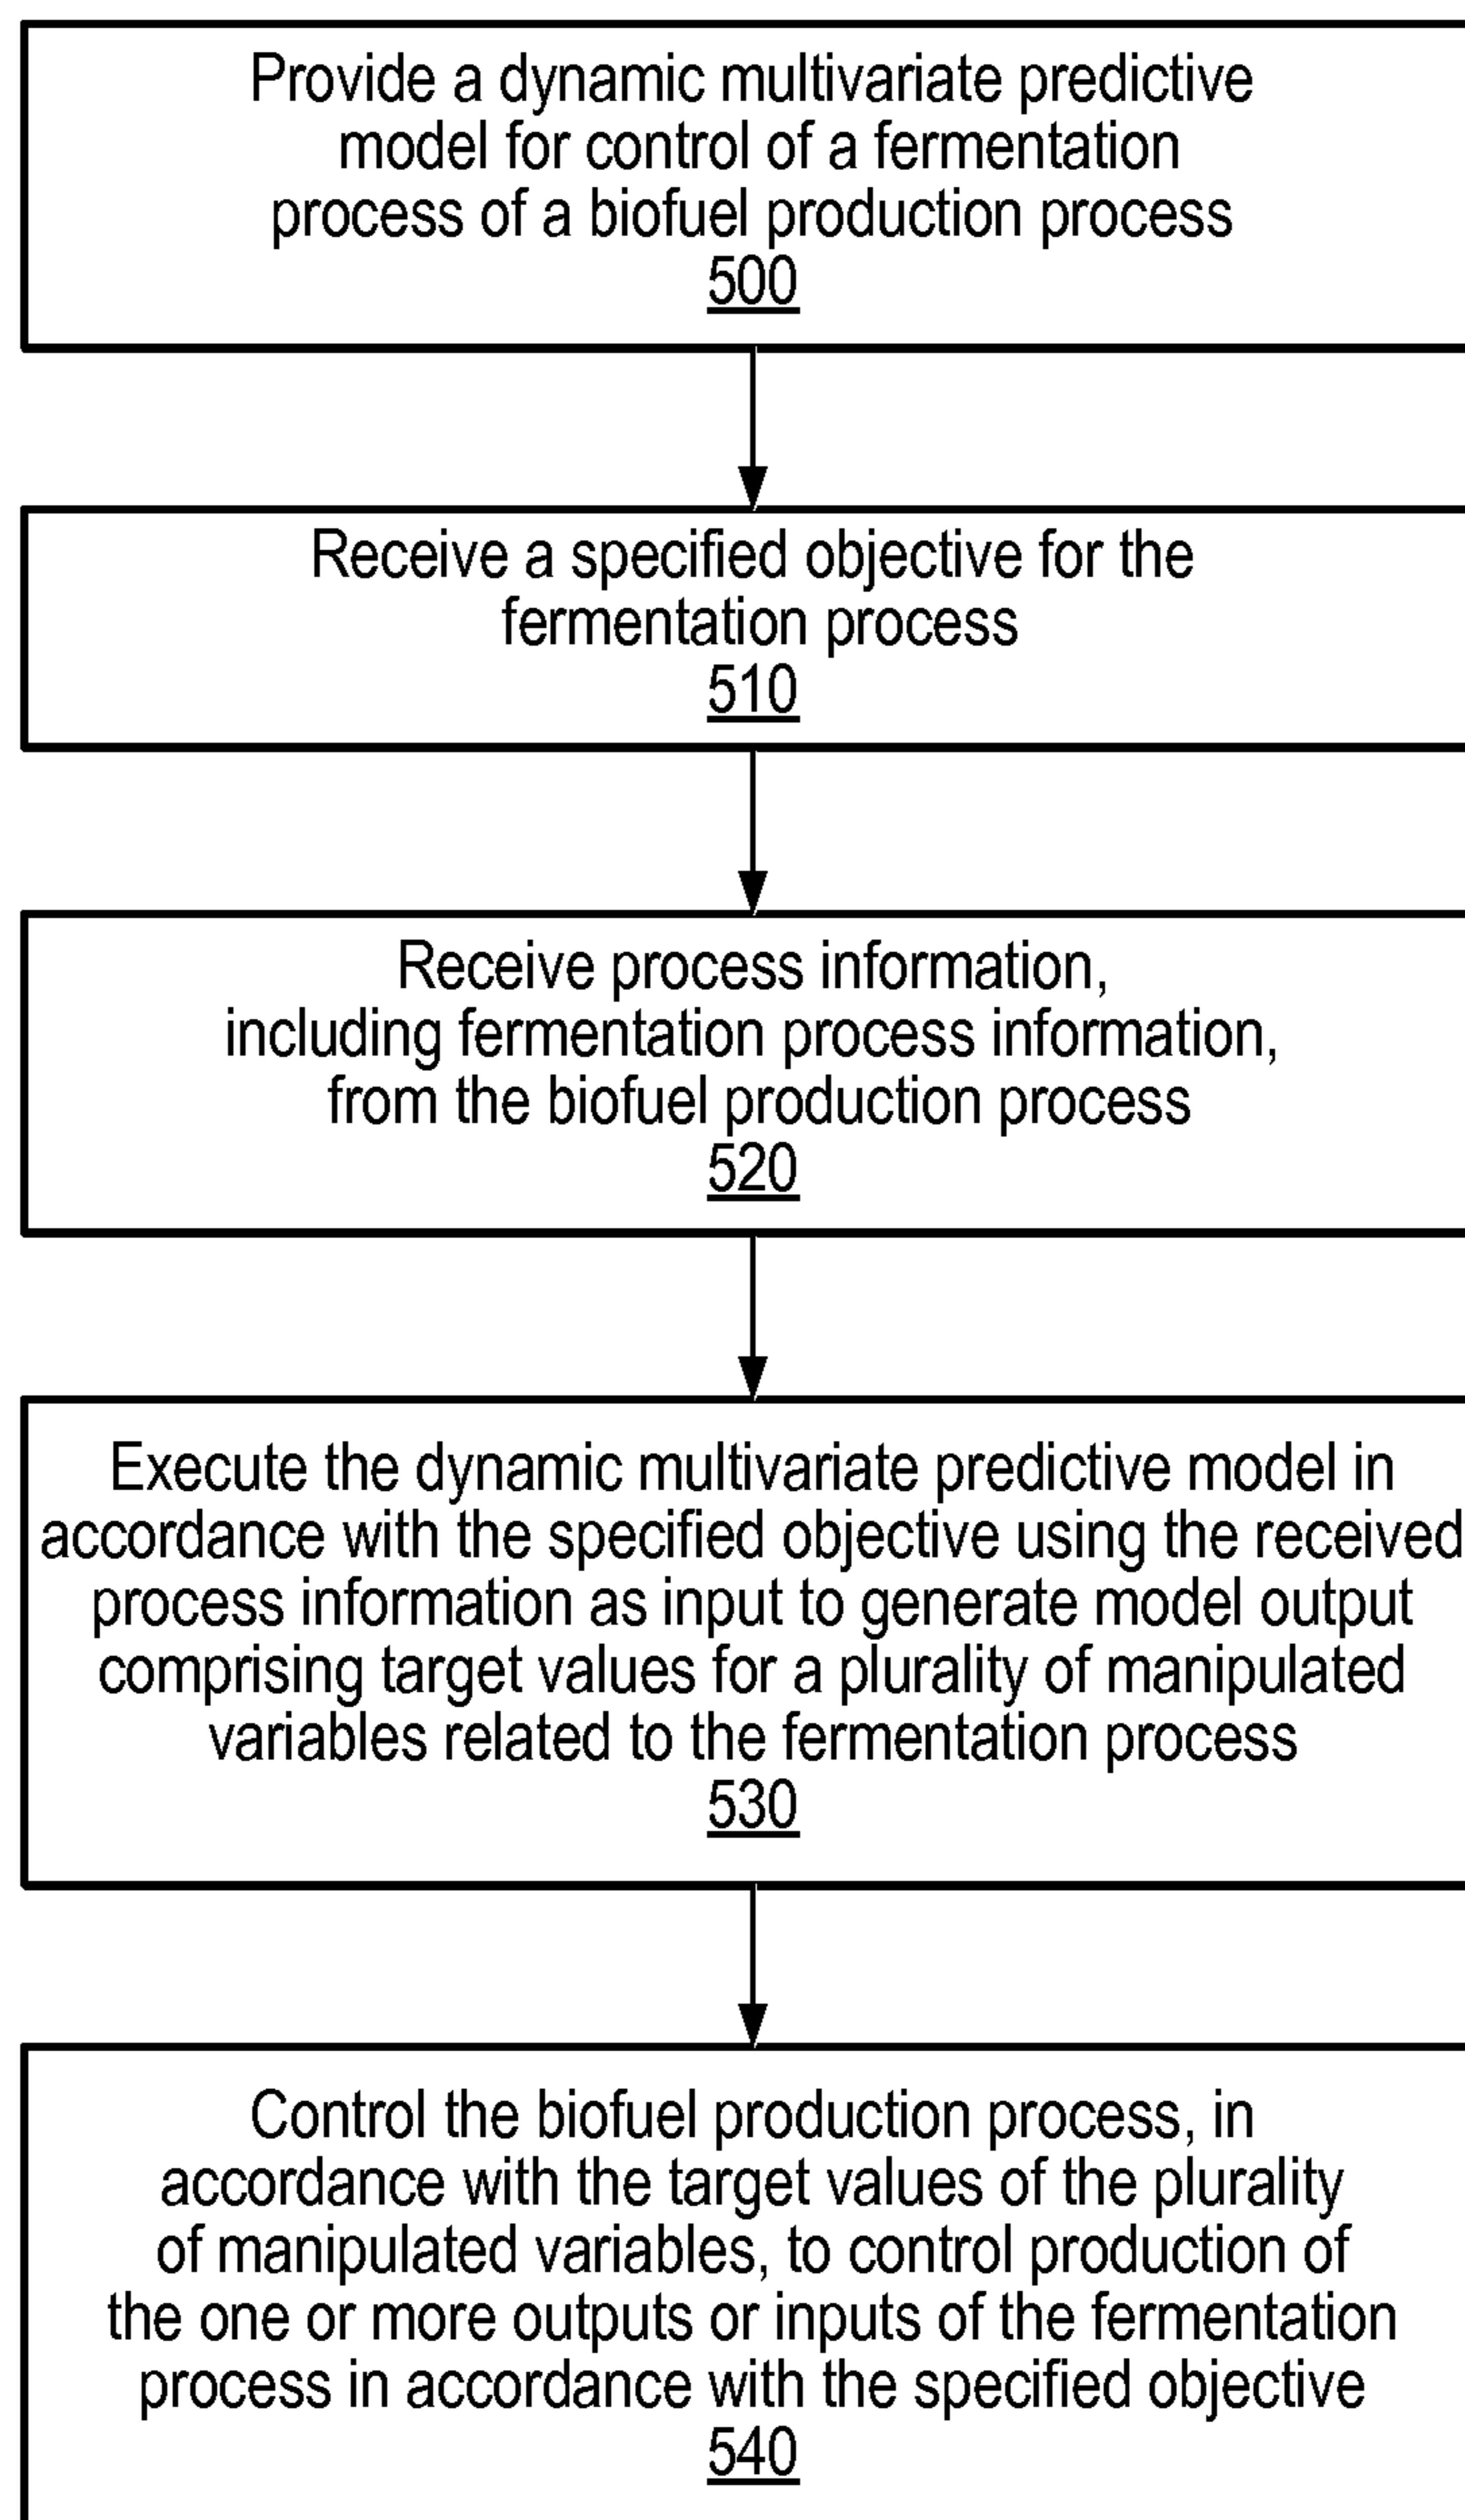 Provide a dynamic multivariate predictive
model for control of a fermentation
process of a biofuel production process
500
Receive a specified objective for the
fermentation process
510
Receive process information,
including fermentation process information,
from the biofuel production process
520
Execute the dynamic multivariate predictive model in
accordance with the specified objective using the received
process information as input to generate model output
comprising target values for a plurality of manipulated
variables related to the fermentation process
530
Control the biofuel production process, in
accordance with the target values of the plurality
of manipulated variables, to control production of
the one or more outputs or inputs of the fermentation
process in accordance with the specified objective
540